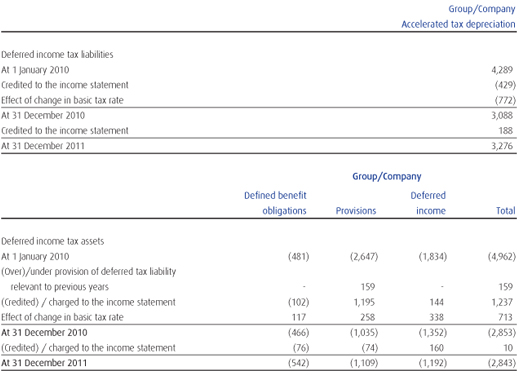 Group/Company
Accelerated tax depreciation
Deferred income tax liabilities
At 1 January 2010 4,289
Credited to the income statement (429)
Effect of change in basic tax rate (772)
At 31 December 2010 3,088
Credited to the income statement 188
At 31 December 2011 3,276
Group/Company
Defined benefit Deferred
obligations Provisions income Total
Deferred income tax assets
At 1 January 2010 (481) (2,647) (1,834) (4,962)
(Over)/under provision of deferred tax liability
relevant to previous years - 159 - 159
(Credited) / charged to the income statement (102) 1,195 144 1,237
Effect of change in basic tax rate 117 258 338 713
At 31 December 2010 (466) (1,035) (1,352) (2,853)
(Credited) / charged to the income statement (76) (74) 160 10
At 31 December 2011 (542) (1,109) (1,192) (2,843)